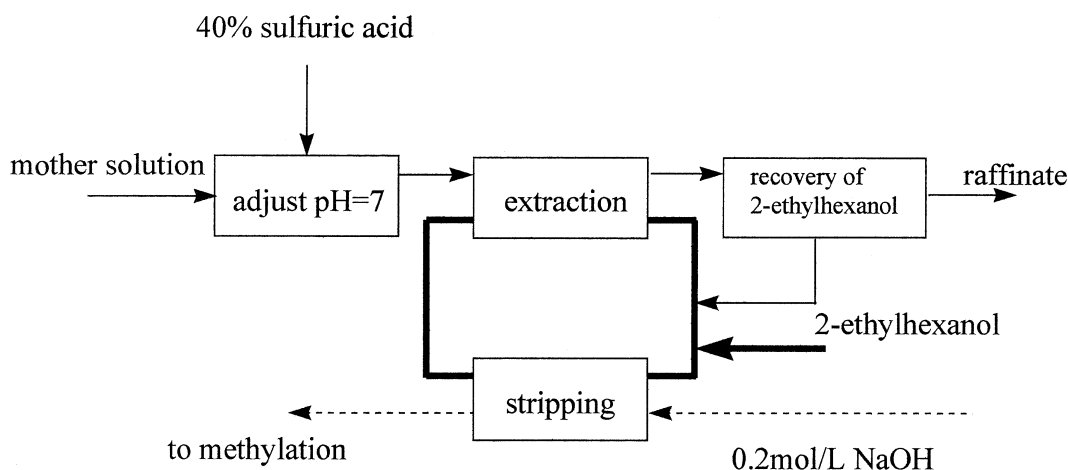 40% sulfuric acid
mother solution
adjust pH=7
extraction
recovery of
2-ethylhexanol
raffinate
2-ethylhexanol
stripping
to methylation
0.2mol/L NaOH